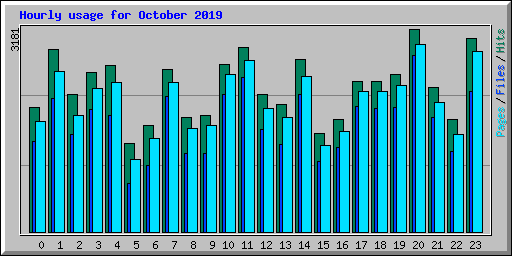 Hourly usage for October 2019
3181
Pages/Files/Hits
0 1 2 3 4 5 6 7 8 9 10 11 12 13 14 15 16 17 18 19 20 21 22 23